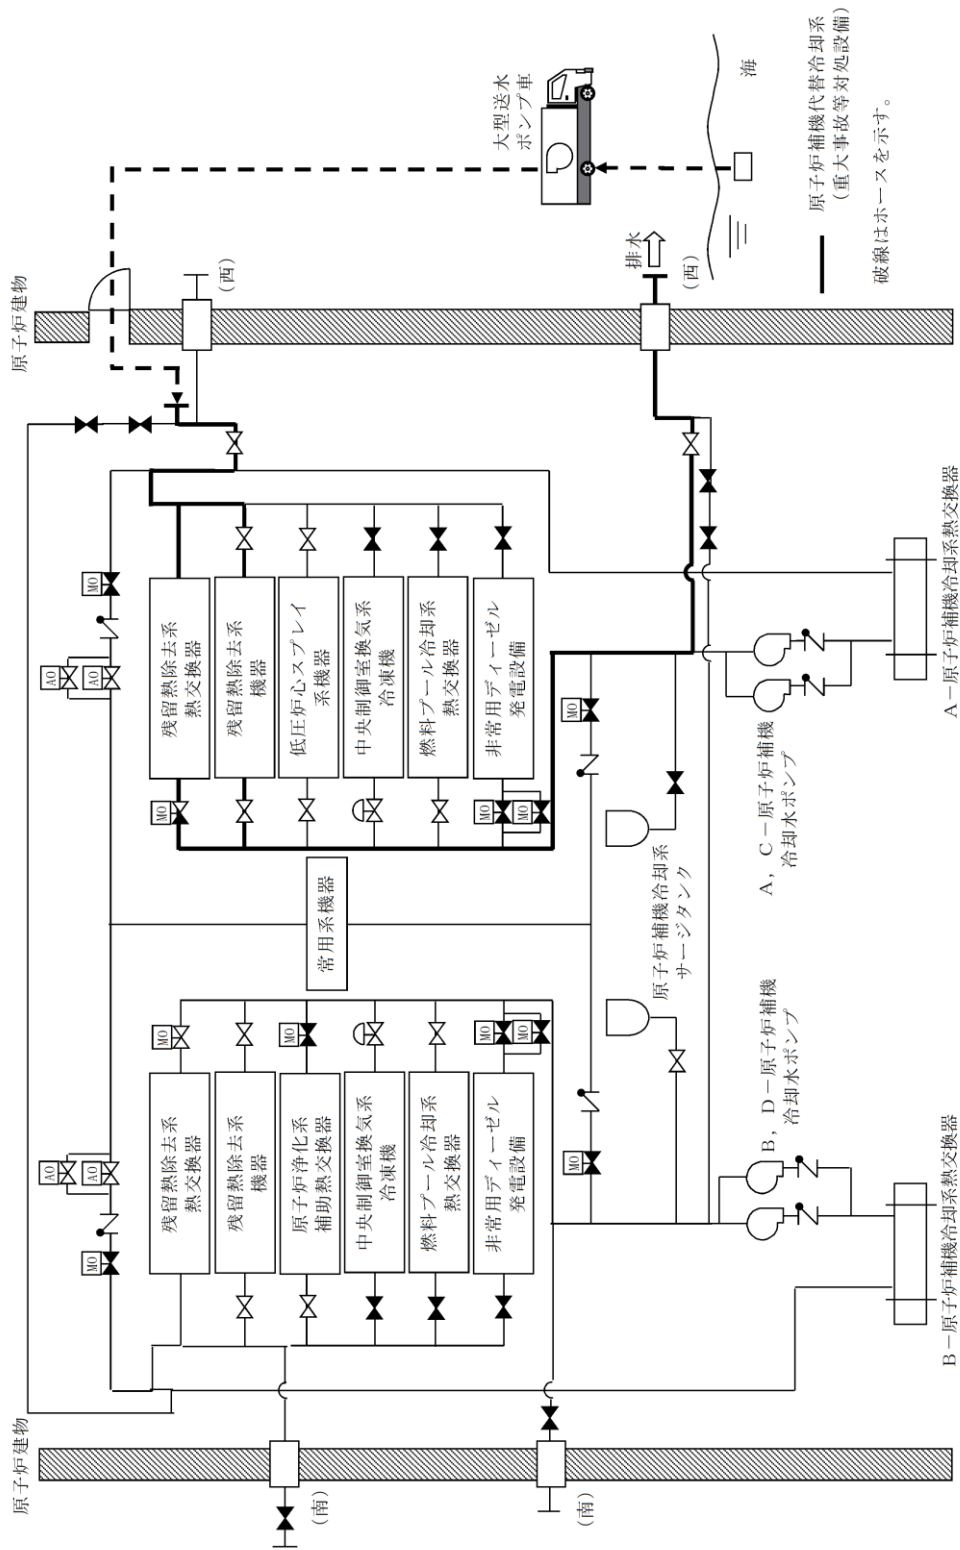 原子炉建物
原子炉建物
(南)
(南)
(西)
(西)
排水
海
大型送水
ポンプ車
原子炉補機代替冷却系
(重大事故等対処設備)
破線はホースを示す。
MO
AO
AO
MO
AO
AO
残留熱除去系
熱交換器
残留熱除去系
機器
原子炉浄化系
補助熱交換器
中央制御室換気系
冷凍機
燃料プール冷却系
熱交換器
非常用ディーゼル
発電設備
MO
MO
MO
MO
常用系機器
残留熱除去系
熱交換器
残留熱除去系
機器
低圧炉心スプレイ
系機器
中央制御室換気系
冷凍機
燃料プール冷却系
熱交換器
非常用ディーゼル
発電設備
MO
MO
MO
MO
MO
原子炉補機冷却系
サージタンク
B,D-原子炉補機
冷却水ポンプ
A,C-原子炉補機
冷却水ポンプ
B-原子炉補機冷却系熱交換器
A-原子炉補機冷却系熱交換器